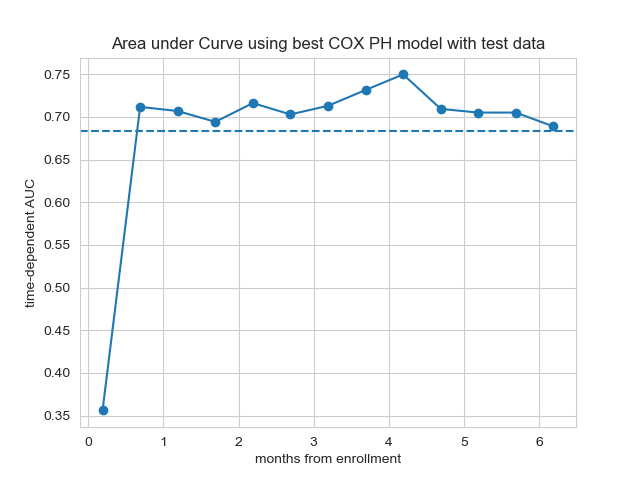 Area under Curve using best COX PH model with test data
0.75
0.70
0.65
0.60
0.55
0.50
0.45
0.40
0.35
time-dependent AUC
0 1 2 3 4 5 6
months from enrollment